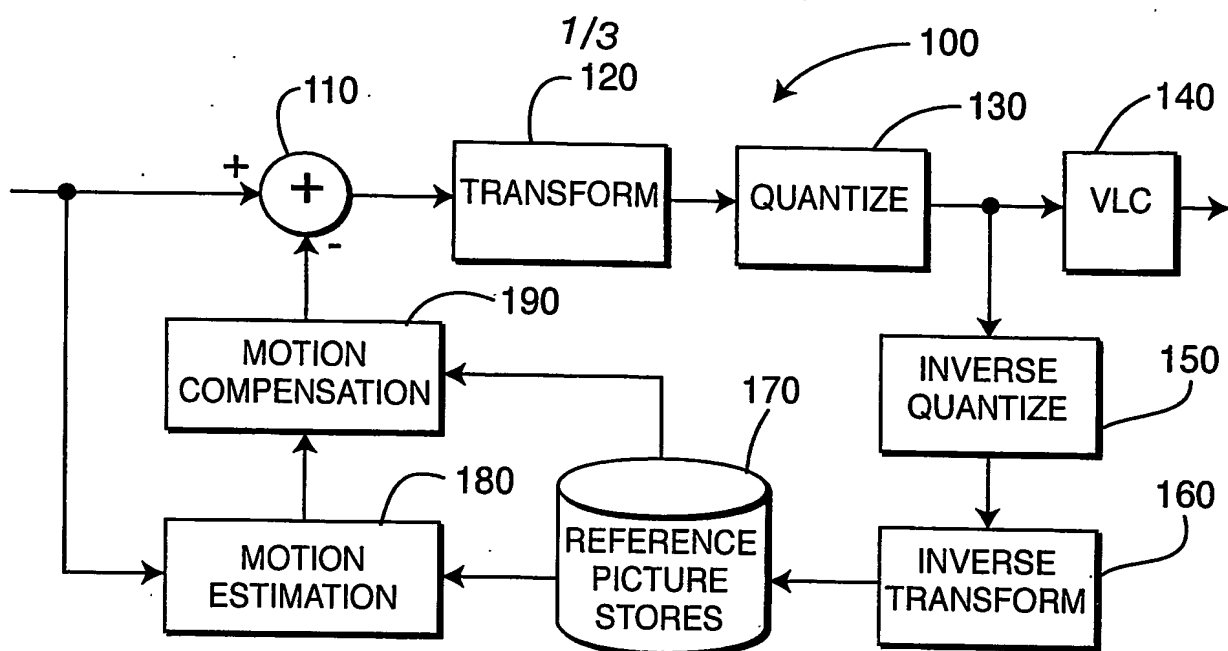 1/3
100
110
120
130
140
+
+
-
TRANSFORM
QUANTIZE
VLC
190
MOTION
COMPENSATION
170
INVERSE
QUANTIZE
150
180
MOTION
ESTIMATION
REFERENCE
PICTURE
STORES
160
INVERSE
TRANSFORM